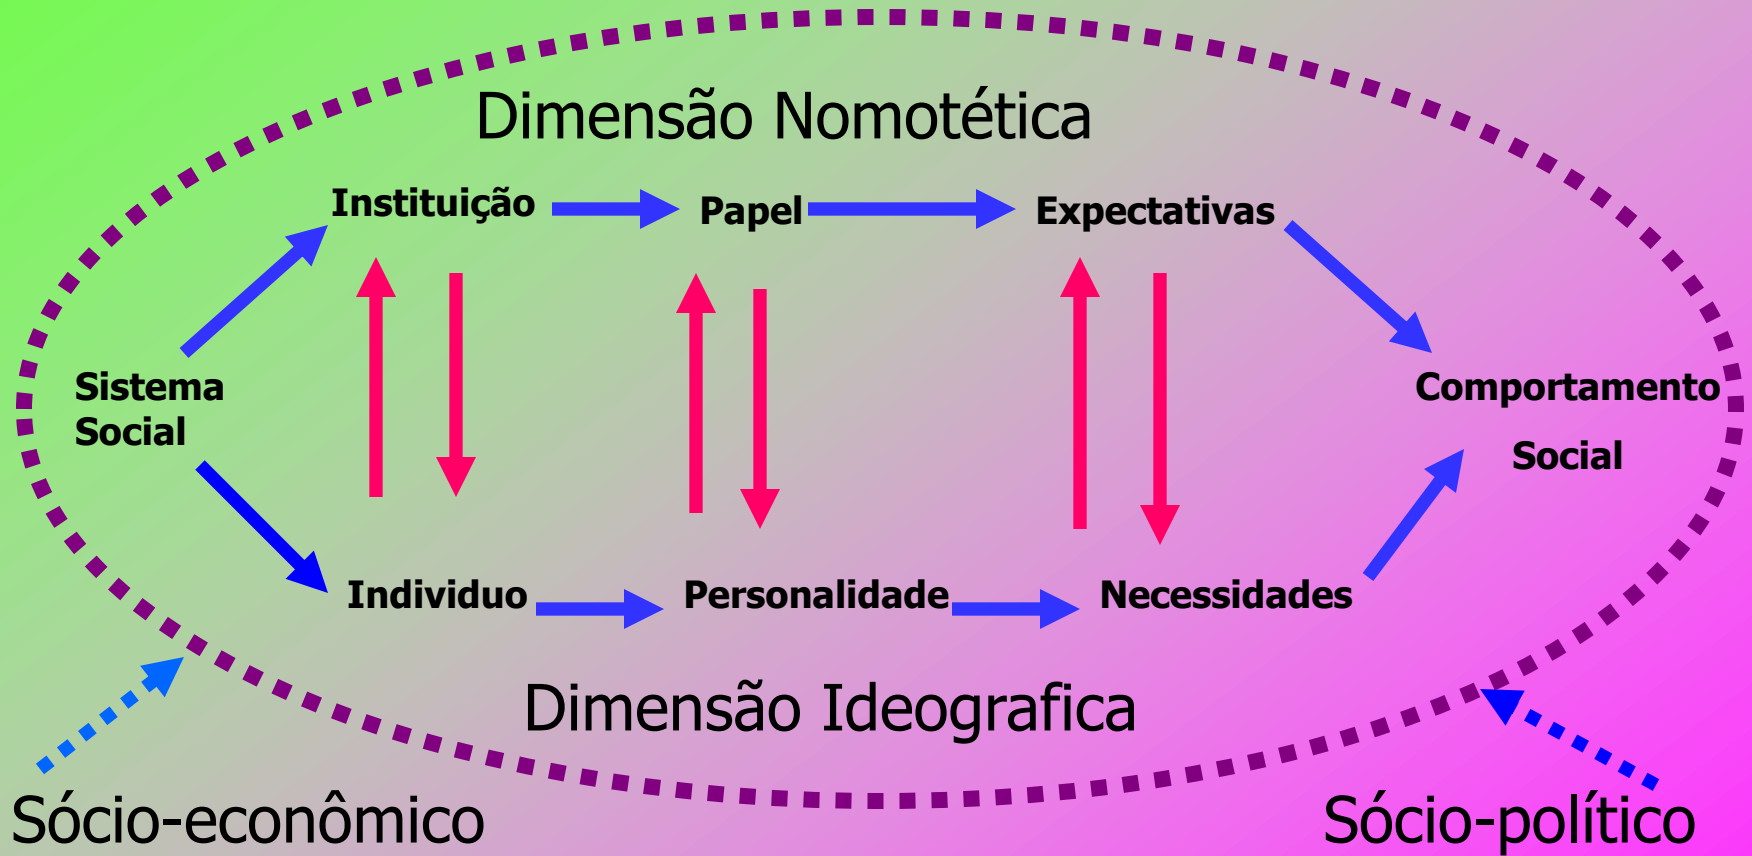 Dimensão Nomotética
Instituição
Papel
Expectativas
Sistema
Social
Comportamento
Social
Individuo
Personalidade
Necessidades
Dimensão Ideografica
Sócio-econômico
Sócio-político